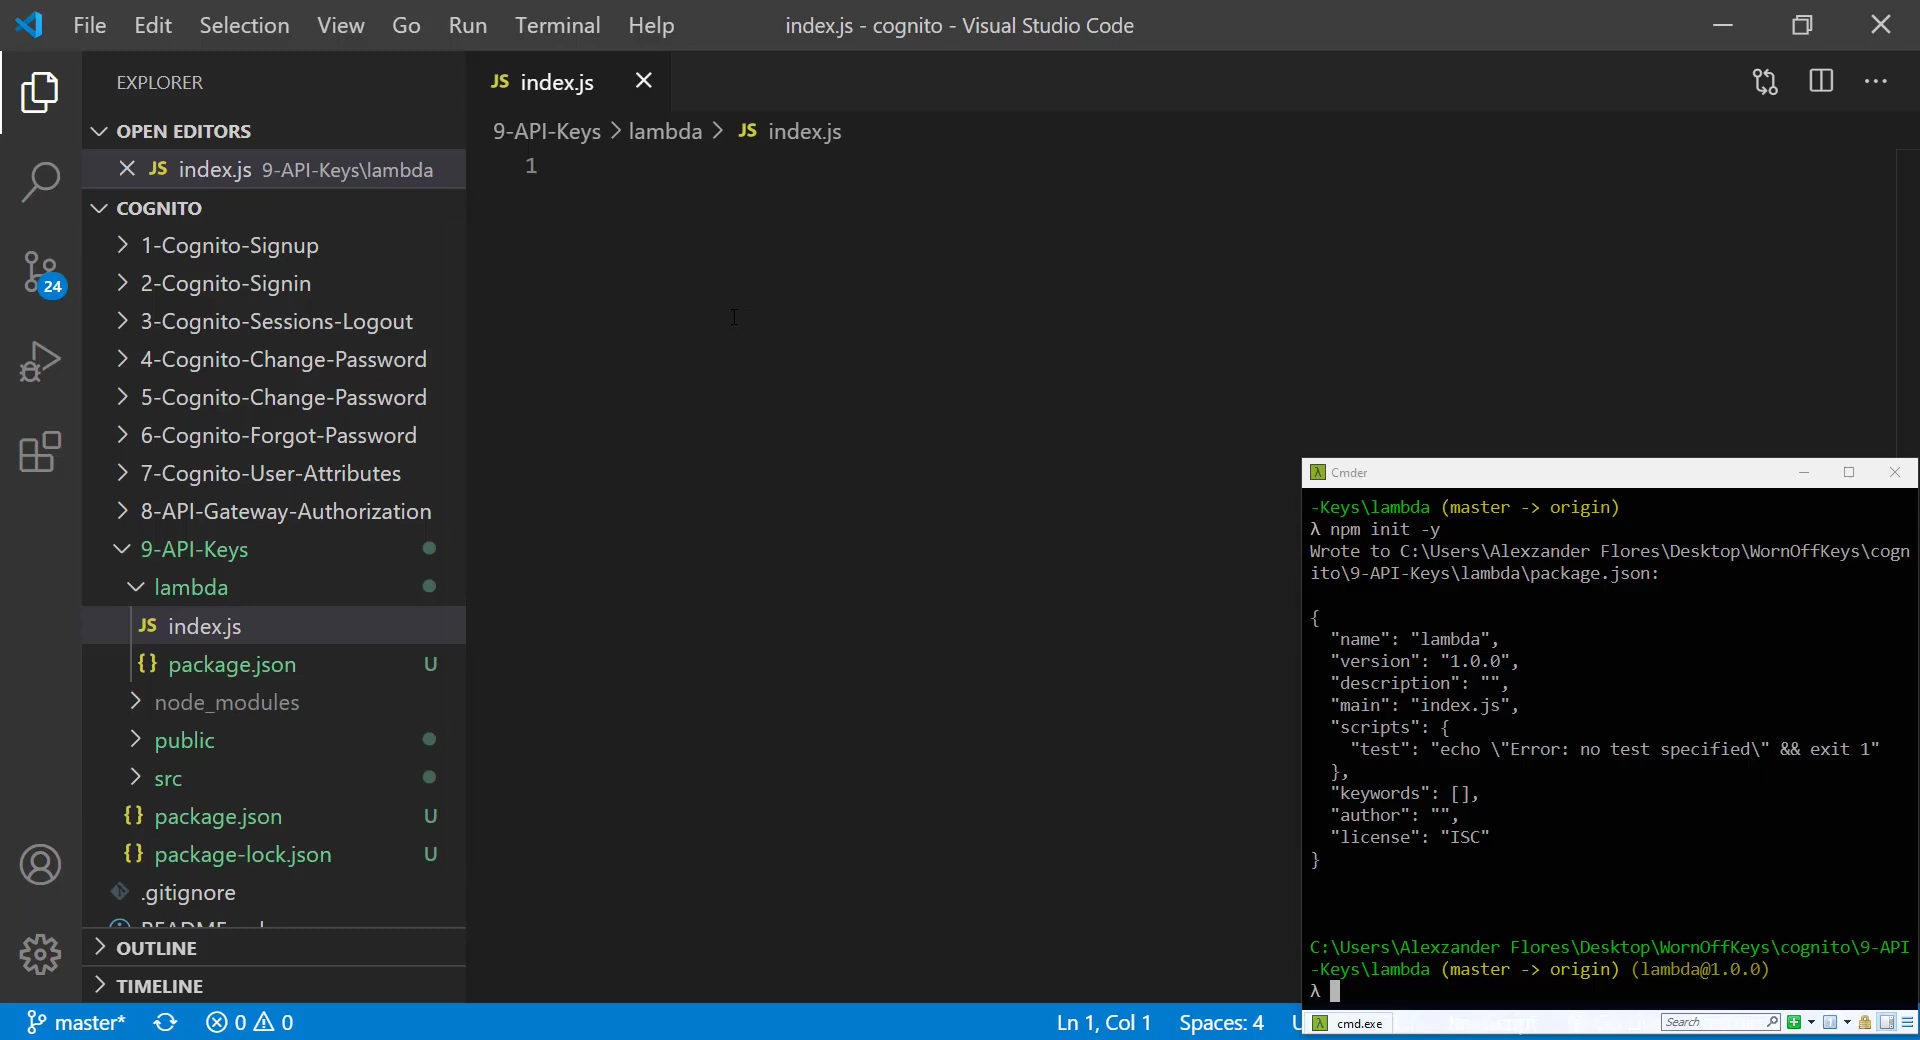 File Edit Selection View Go Run Terminal Help index.js - cognito - Visual Studio Code
EXPLORER
JS index.js
OPEN EDITORS
JS index.js 9-API-Keys\lambda
9-API-Keys > lambda > JS index.js
1
COGNITO
1-Cognito-Signup
2-Cognito-Signin
3-Cognito-Sessions-Logout
4-Cognito-Change-Password
5-Cognito-Change-Password
6-Cognito-Forgot-Password
7-Cognito-User-Attributes
8-API-Gateway-Authorization
9-API-Keys
lambda
JS index.js
{} package.json U
node_modules
public
src
{} package.json U
{} package-lock.json U
.gitignore
OUTLINE
TIMELINE
24
Cmder
-Keys\lambda (master -> origin)
λ npm init -y
Wrote to C:\Users\Alexzander Flores\Desktop\WornOffKeys\cogn
ito\9-API-Keys\lambda\package.json:
{
"name": "lambda",
"version": "1.0.0",
"description": "",
"main": "index.js",
"scripts": {
"test": "echo \"Error: no test specified\" && exit 1"
},
"keywords": [],
"author": "",
"license": "ISC"
}
C:\Users\Alexzander Flores\Desktop\WornOffKeys\cognito\9-API
-Keys\lambda (master -> origin) (lambda@1.0.0)
λ
cmd.exe Search
master* 0 0 Ln 1, Col 1 Spaces: 4